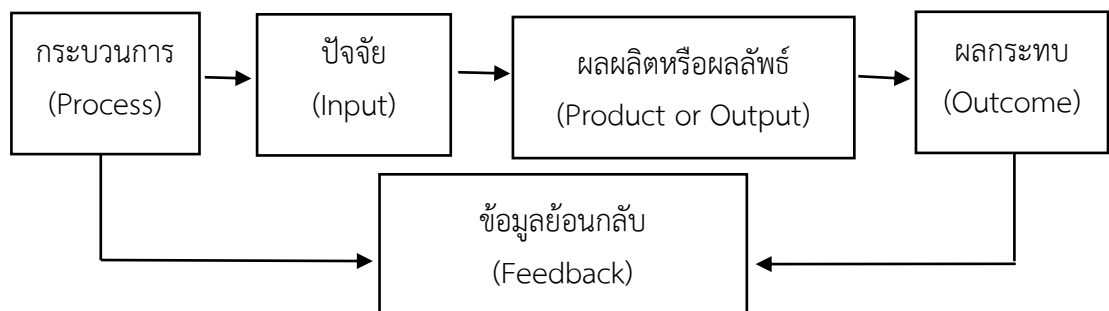 กระบวนการ
(Process)
ปัจจัย
(Input)
ผลผลิตหรือผลลัพธ์
(Product or Output)
ผลกระทบ
(Outcome)
ข้อมูลย้อนกลับ
(Feedback)